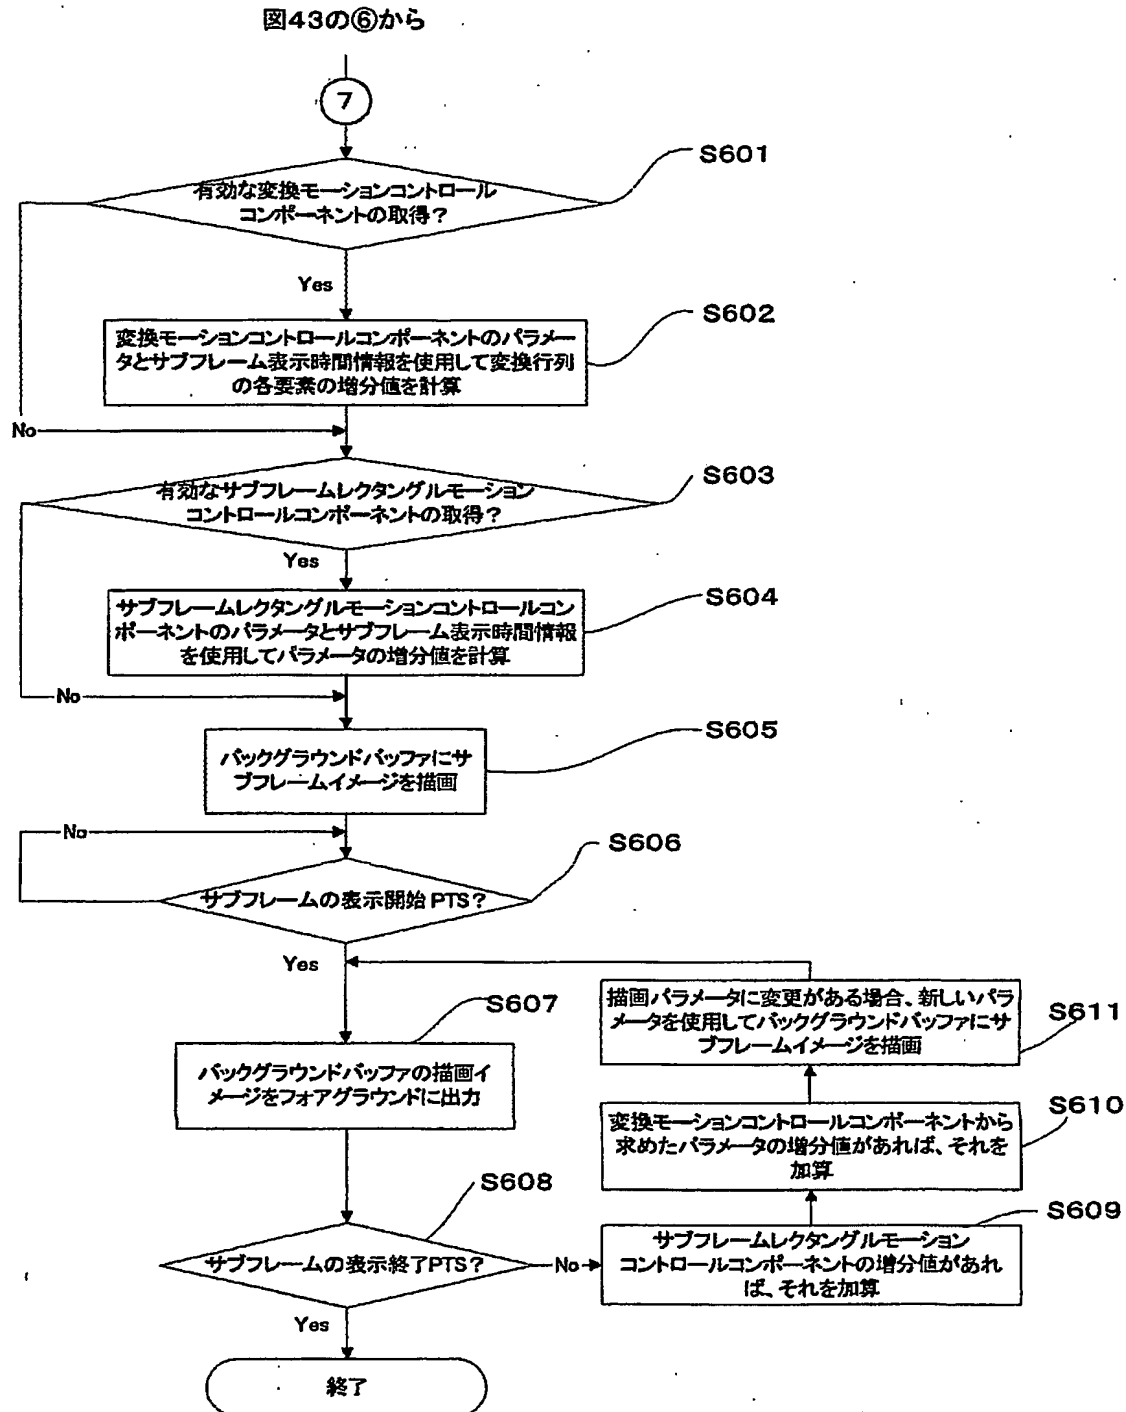 図43の⑥から
7
S601
有効な変換モーションコントロール
コンポーネントの取得?
Yes
S602
変換モーションコントロールコンポーネントのパラメー
タとサブフレーム表示時間情報を使用して変換行列
の各要素の増分値を計算
No
S603
有効なサブフレームレクタングルモーション
コントロールコンポーネントの取得?
Yes
S604
サブフレームレクタングルモーションコントロールコン
ポーネントのパラメータとサブフレーム表示時間情報
を使用してパラメータの増分値を計算
No
S605
バックグラウンドバッファにサ
ブフレームイメージを描画
No
S606
サブフレームの表示開始PTS?
Yes
S607
バックグラウンドバッファの描画イ
メージをフォアグラウンドに出力
S608
サブフレームの表示終了PTS?
No
S609
サブフレームレクタングルモーション
コントロールコンポーネントの増分値があれ
ば、それを加算
S610
変換モーションコントロールコンポーネントから
求めたパラメータの増分値があれば、それを
加算
S611
描画パラメータに変更がある場合、新しいパラ
メータを使用してバックグラウンドバッファにサ
ブフレームイメージを描画
Yes
終了